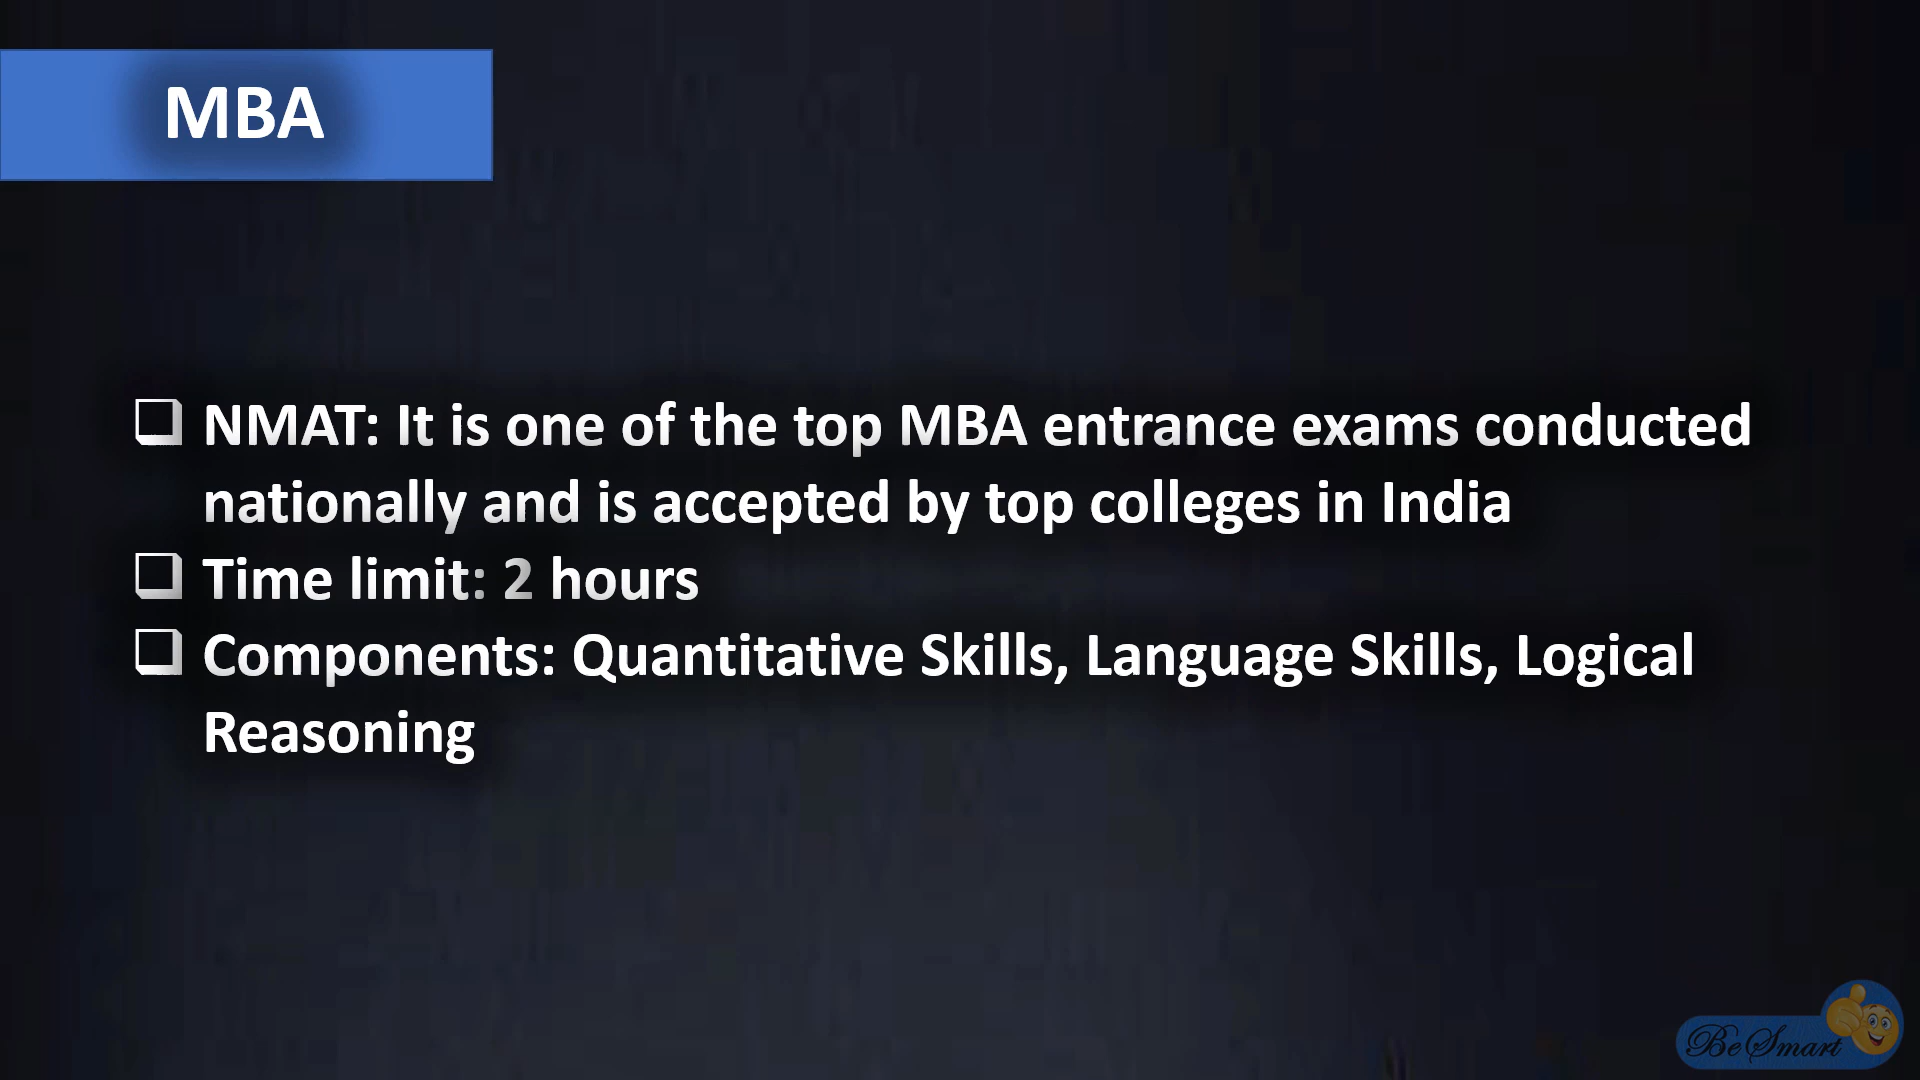 MBA
NMAT: It is one of the top MBA entrance exams conducted
nationally and is accepted by top colleges in India
Time limit: 2 hours
Components: Quantitative Skills, Language Skills, Logical
Reasoning
BeSmart